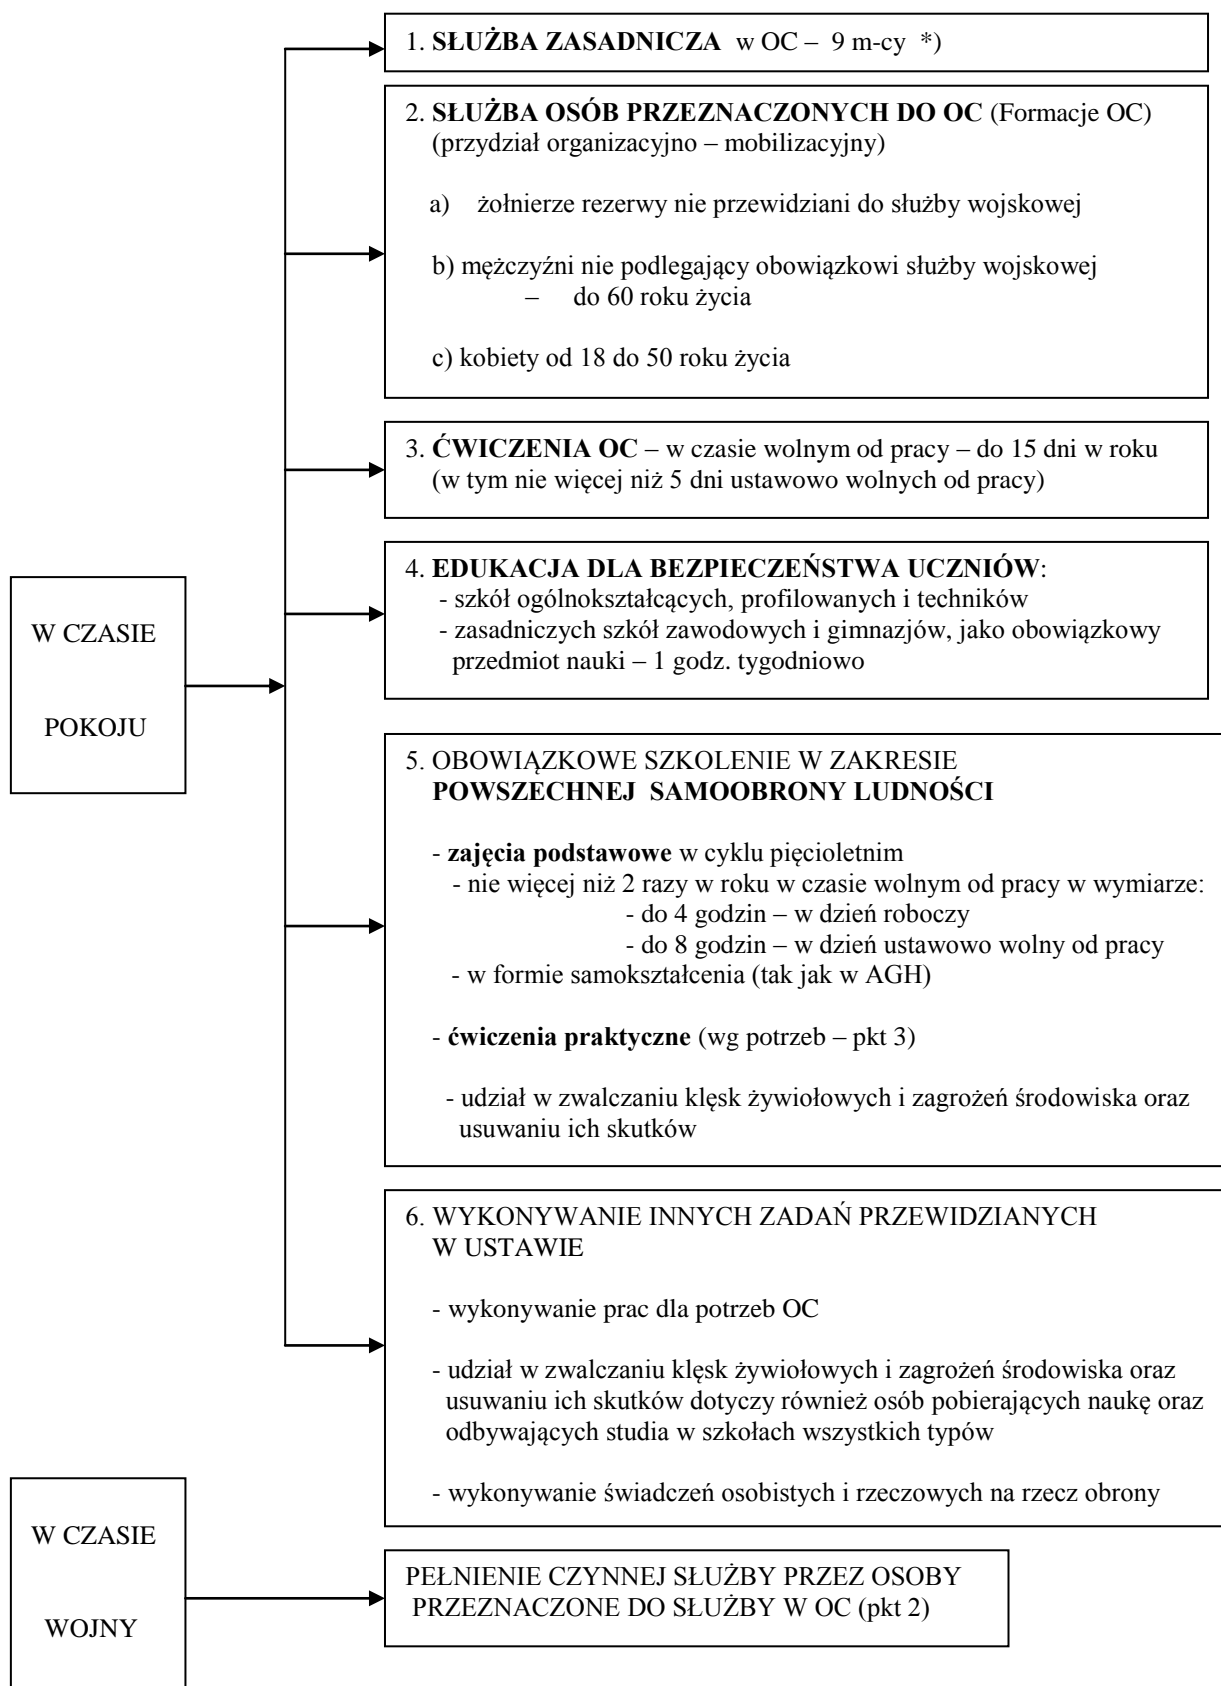 1. SŁUŻBA ZASADNICZA w OC – 9 m-cy *)
2. SŁUŻBA OSÓB PRZEZNACZONYCH DO OC (Formacje OC)
(przydział organizacyjno – mobilizacyjny)
a) żołnierze rezerwy nie przewidziani do służby wojskowej
b) mężczyźni nie podlegający obowiązkowi służby wojskowej
– do 60 roku życia
c) kobiety od 18 do 50 roku życia
3. ĆWICZENIA OC – w czasie wolnym od pracy – do 15 dni w roku
(w tym nie więcej niż 5 dni ustawowo wolnych od pracy)
W CZASIE
POKOJU
4. EDUKACJA DLA BEZPIECZEŃSTWA UCZNIÓW:
- szkół ogólnokształcących, profilowanych i techników
- zasadniczych szkół zawodowych i gimnazjów, jako obowiązkowy
przedmiot nauki – 1 godz. tygodniowo
5. OBOWIĄZKOWE SZKOLENIE W ZAKRESIE
POWSZECHNEJ SAMOOBRONY LUDNOŚCI
- zajęcia podstawowe w cyklu pięcioletnim
- nie więcej niż 2 razy w roku w czasie wolnym od pracy w wymiarze:
- do 4 godzin – w dzień roboczy
- do 8 godzin – w dzień ustawowo wolny od pracy
- w formie samokształcenia (tak jak w AGH)
- ćwiczenia praktyczne (wg potrzeb – pkt 3)
- udział w zwalczaniu klęsk żywiołowych i zagrożeń środowiska oraz
usuwaniu ich skutków
6. WYKONYWANIE INNYCH ZADAŃ PRZEWIDZIANYCH
W USTAWIE
- wykonywanie prac dla potrzeb OC
- udział w zwalczaniu klęsk żywiołowych i zagrożeń środowiska oraz
usuwaniu ich skutków dotyczy również osób pobierających naukę oraz
odbywających studia w szkołach wszystkich typów
- wykonywanie świadczeń osobistych i rzeczowych na rzecz obrony
W CZASIE
WOJNY
PEŁNIENIE CZYNNEJ SŁUŻBY PRZEZ OSOBY
PRZEZNACZONE DO SŁUŻBY W OC (pkt 2)